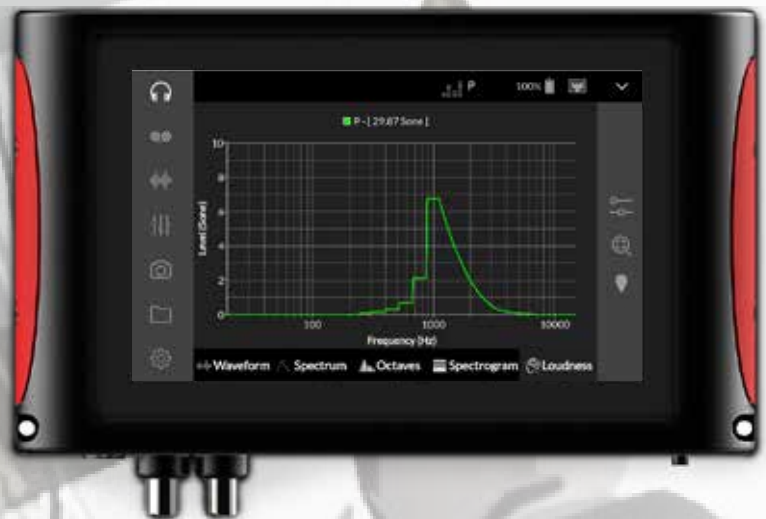 P 100%
P - [ 29.87 Sone ]
10
8
6
4
2
0
Level (Sone)
100 1000 10000
Frequency (Hz)
Waveform Spectrum Octaves Spectrogram Loudness